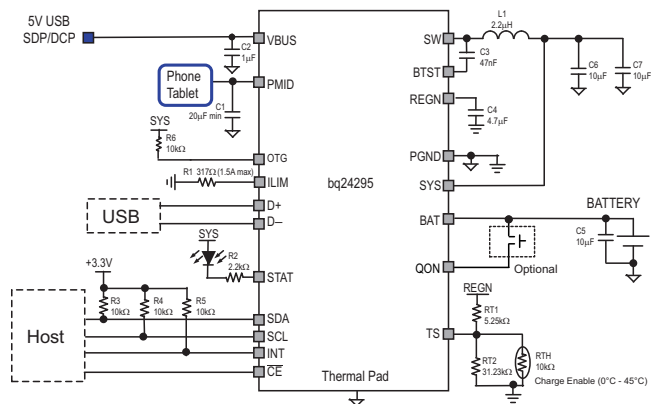 5V USB
SDP/DCP
VBUS
C2
1µF
Phone
Tablet
PMID
C1
20µF min
SYS
R6
10kΩ
OTG
R1 317Ω (1.5A max)
ILIM
USB
D+
D–
SYS
R2
2.2kΩ
STAT
+3.3V
R3
10kΩ
R4
10kΩ
R5
10kΩ
Host
SDA
SCL
INT
CE
bq24295
Thermal Pad
SW
L1
2.2µH
C3
47nF
BTST
C6
10µF
C7
10µF
REGN
C4
4.7µF
PGND
SYS
BAT
BATTERY
C5
10µF
QON
Optional
REGN
RT1
5.25kΩ
TS
RT2
31.23kΩ
RTH
10kΩ
Charge Enable (0°C - 45°C)